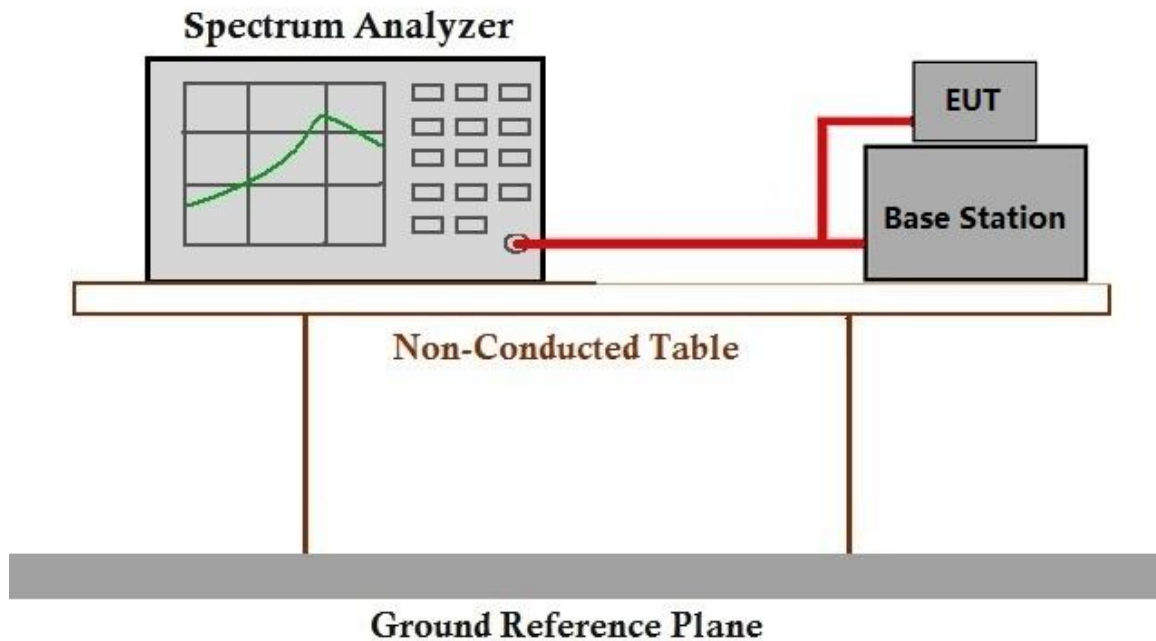 Spectrum Analyzer
EUT
Base Station
Non-Conducted Table
Ground Reference Plane